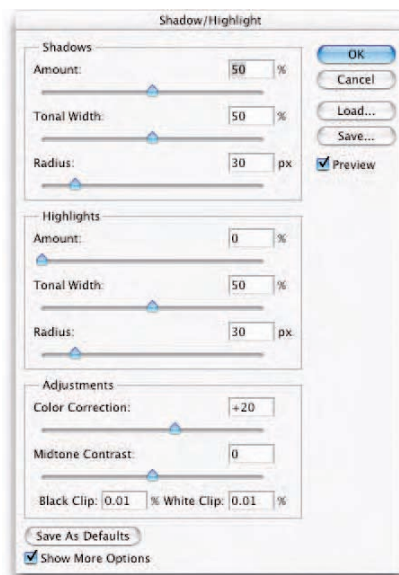 Shadow/Highlight
Shadows
Amount: 50 %
Tonal Width: 50 %
Radius: 30 px
Highlights
Amount: 0 %
Tonal Width: 50 %
Radius: 30 px
Adjustments
Color Correction: +20
Midtone Contrast: 0
Black Clip: 0.01 % White Clip: 0.01 %
Save As Defaults
Show More Options
OK
Cancel
Load...
Save...
Preview